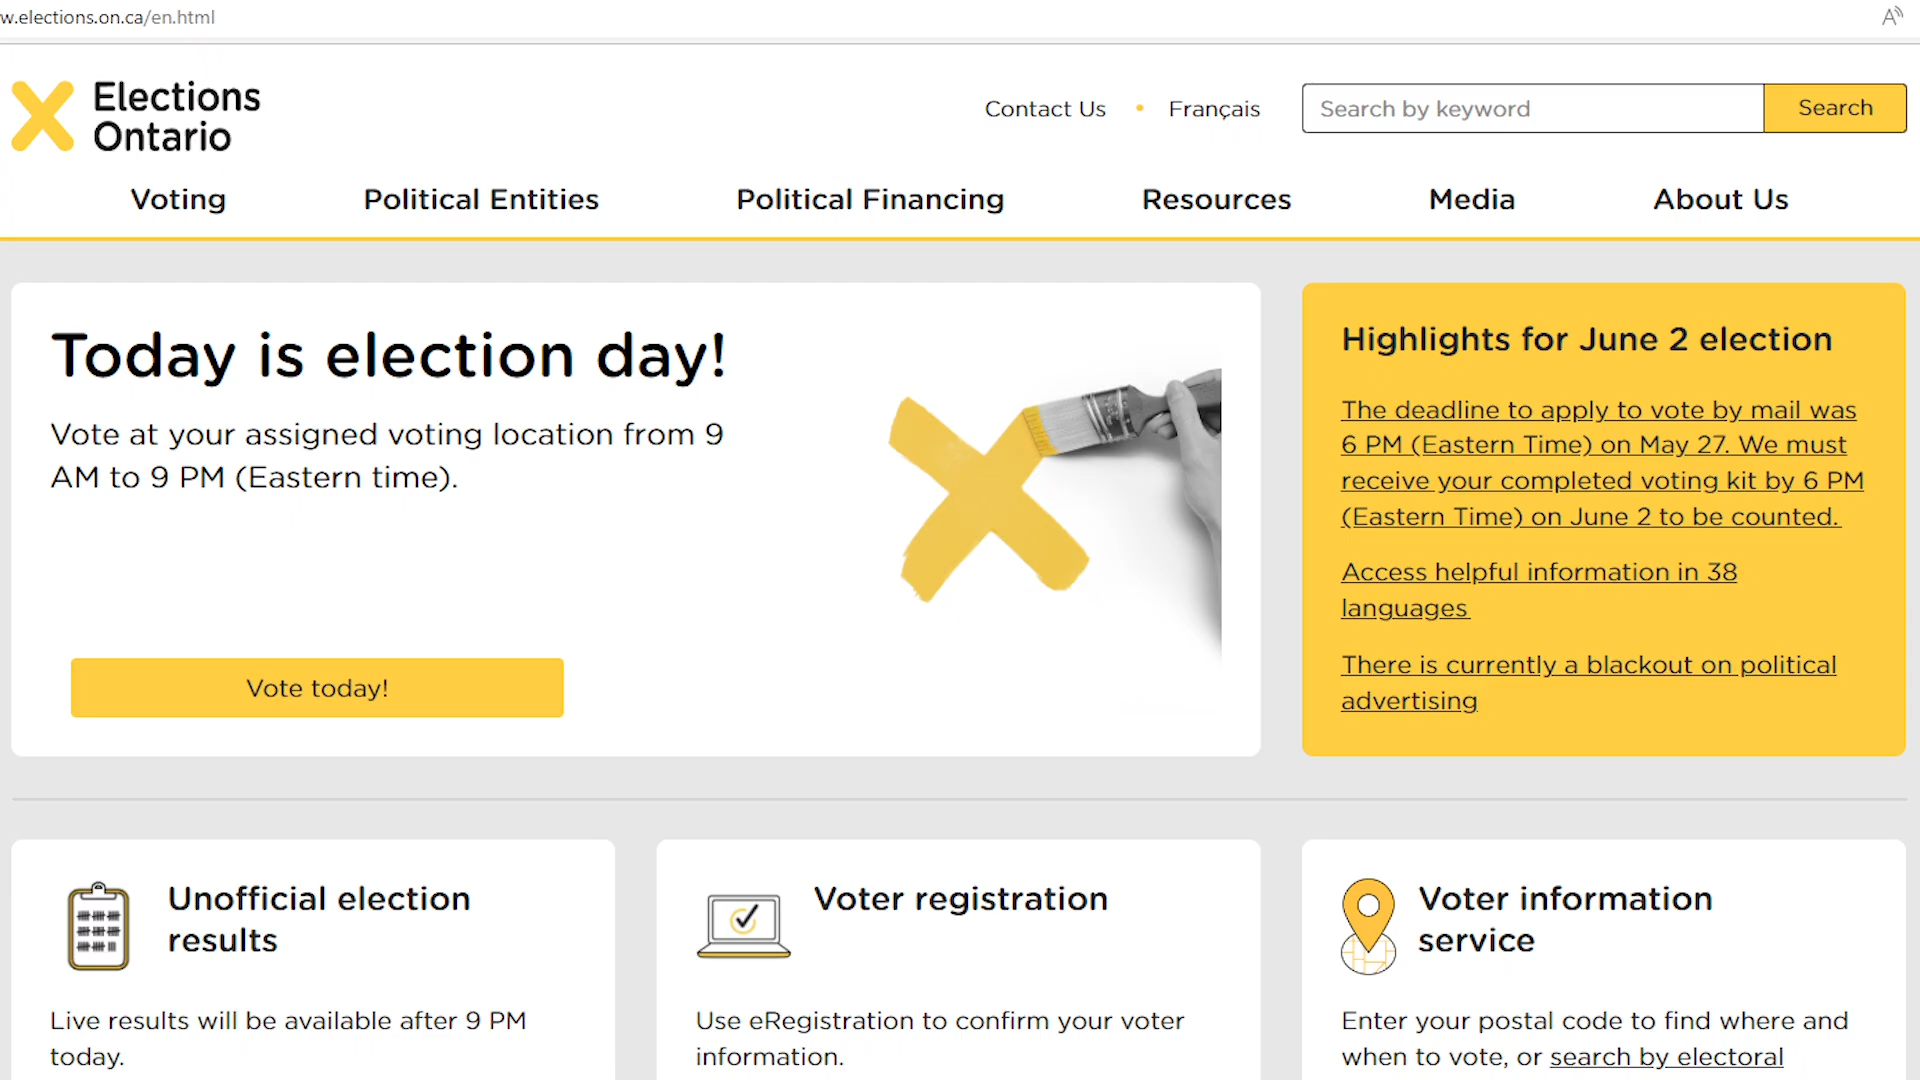 w.elections.on.ca/en.html
Elections
Ontario
Contact Us • Français
Search by keyword
Search
Voting
Political Entities
Political Financing
Resources
Media
About Us
Today is election day!
Vote at your assigned voting location from 9
AM to 9 PM (Eastern time).
Vote today!
Highlights for June 2 election
The deadline to apply to vote by mail was
6 PM (Eastern Time) on May 27. We must
receive your completed voting kit by 6 PM
(Eastern Time) on June 2 to be counted.
Access helpful information in 38
languages
There is currently a blackout on political
advertising
Unofficial election
results
Live results will be available after 9 PM
today.
Voter registration
Use eRegistration to confirm your voter
information.
Voter information
service
Enter your postal code to find where and
when to vote, or search by electoral